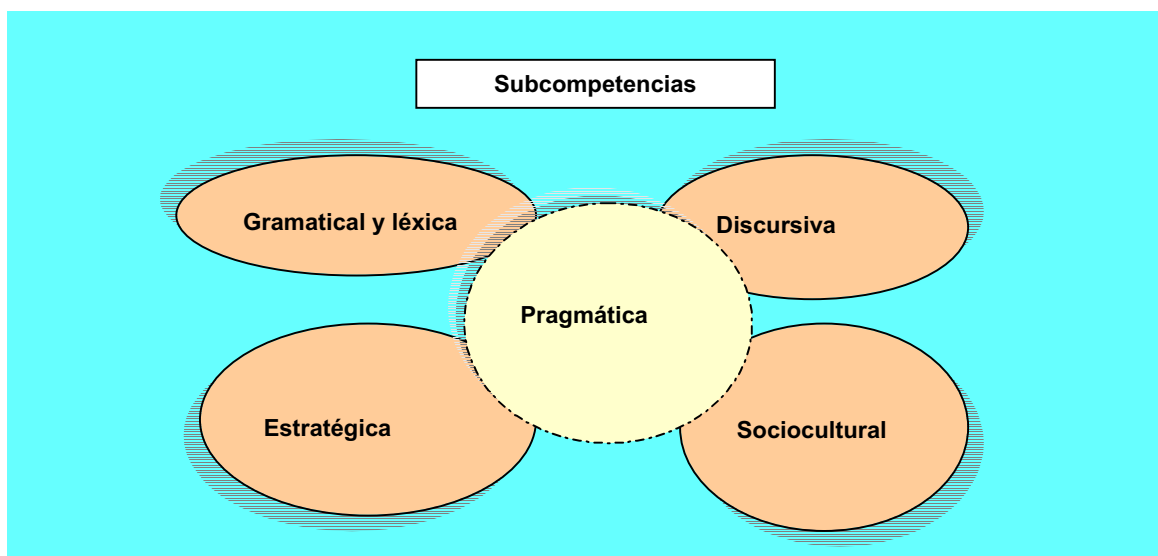 Subcompetencias
Gramatical y léxica
Discursiva
Pragmática
Estratégica
Sociocultural